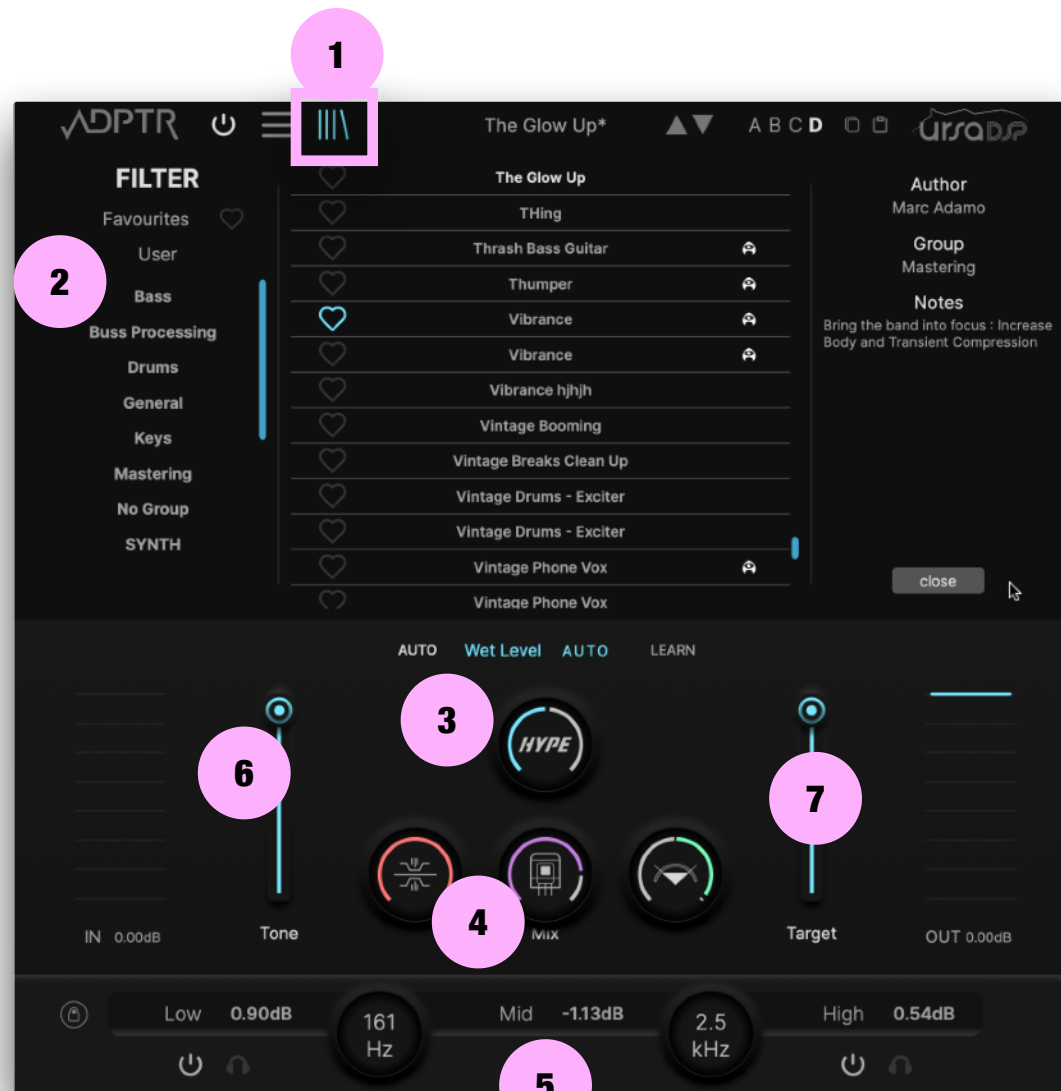 1
ADPTR
The Glow Up*
A B C D
ursa DSP
FILTER
Favourites
User
2
Bass
Buss Processing
Drums
General
Keys
Mastering
No Group
SYNTH
The Glow Up
THing
Thrash Bass Guitar
Thumper
Vibrance
Vibrance
Vibrance hjhjh
Vintage Booming
Vintage Breaks Clean Up
Vintage Drums - Exciter
Vintage Drums - Exciter
Vintage Phone Vox
Vintage Phone Vox
Author
Marc Adamo
Group
Mastering
Notes
Bring the band into focus : Increase
Body and Transient Compression
close
AUTO Wet Level AUTO LEARN
3
HYPE
6
7
4
IN 0.00dB
Tone
Mix
Target
OUT 0.00dB
Low 0.90dB
161
Hz
Mid -1.13dB
2.5
kHz
High 0.54dB
5